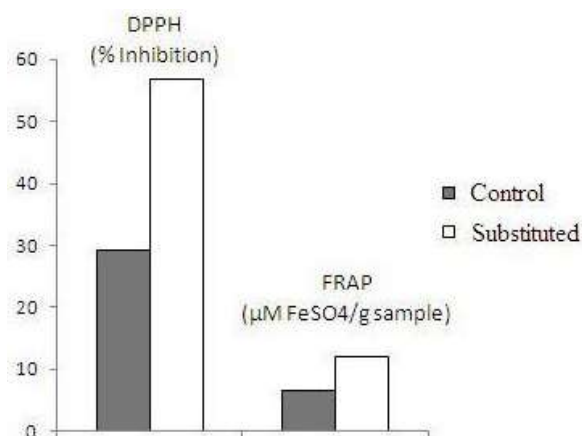 DPPH
(% Inhibition)
60
50
40
30
20
10
0
FRAP
(μM FeSO4/g sample)
Control
Substituted